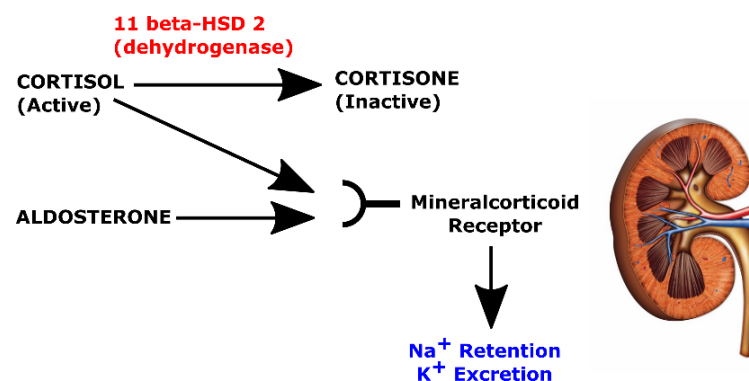 11 beta-HSD 2
(dehydrogenase)
CORTISOL
(Active)
CORTISONE
(Inactive)
ALDOSTERONE
Mineralcorticoid
Receptor
Na⁺ Retention
K⁺ Excretion